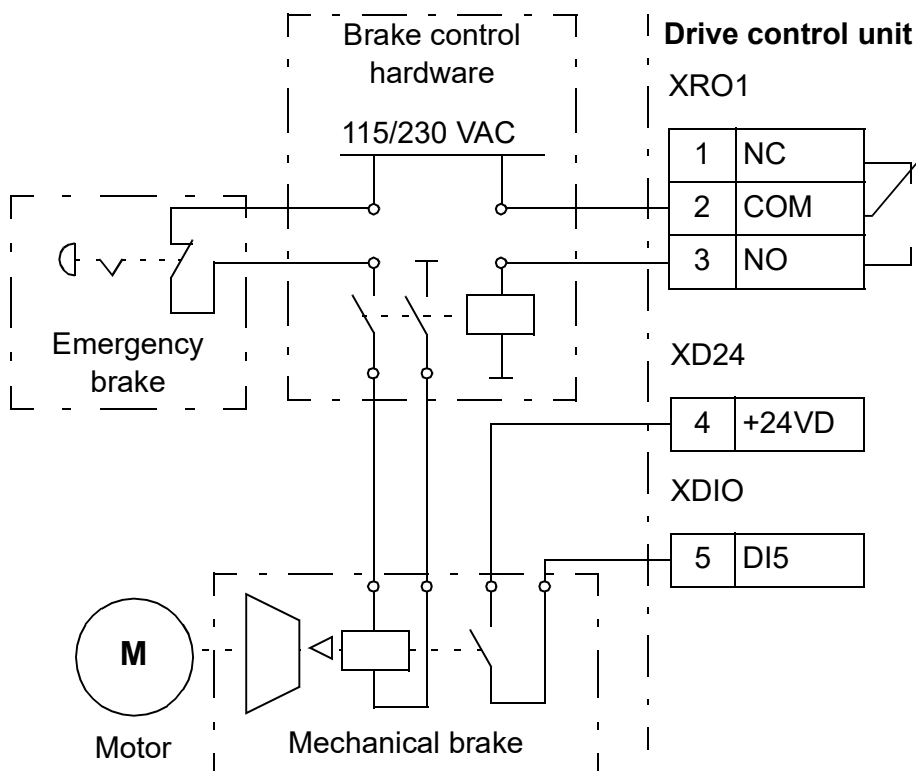 Brake control
hardware
115/230 VAC
Drive control unit
XRO1
1 NC
2 COM
3 NO
Emergency
brake
XD24
4 +24VD
XDIO
5 DI5
M
Motor
Mechanical brake